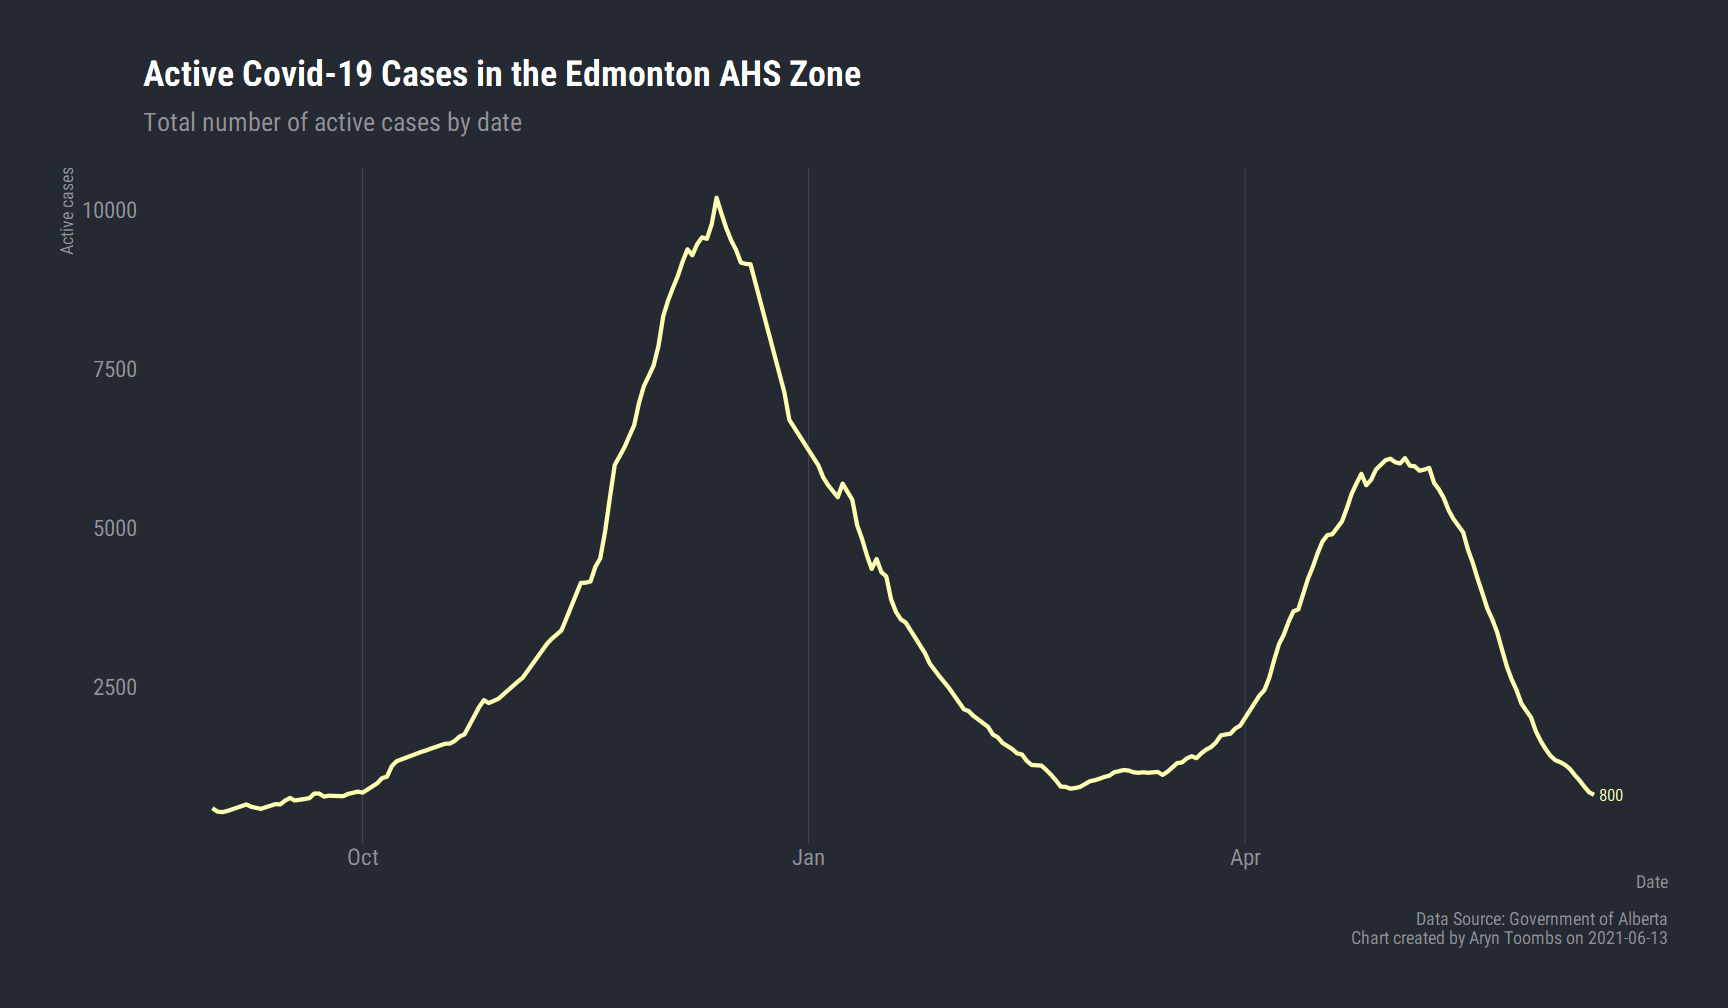 Active Covid-19 Cases in the Edmonton AHS Zone
Total number of active cases by date
Active cases
10000
7500
5000
2500
800
Oct
Jan
Apr
Date
Data Source: Government of Alberta
Chart created by Aryn Toombs on 2021-06-13